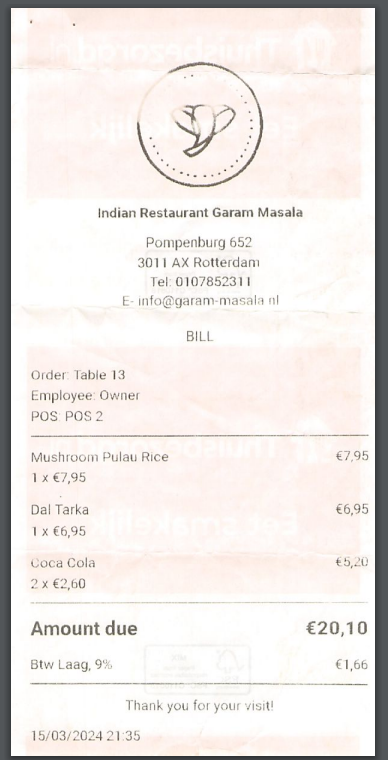 Indian Restaurant Garam Masala
Pompenburg 652
3011 AX Rotterdam
Tel: 0107852311
E- info@garam-masala.nl
BILL
Order: Table 13
Employee: Owner
POS: POS 2
Mushroom Pulau Rice €7,95
1 x €7,95
Dal Tarka €6,95
1 x €6,95
Coca Cola €5,20
2 x €2,60
Amount due €20,10
Btw Laag, 9% €1,66
Thank you for your visit!
15/03/2024 21:35